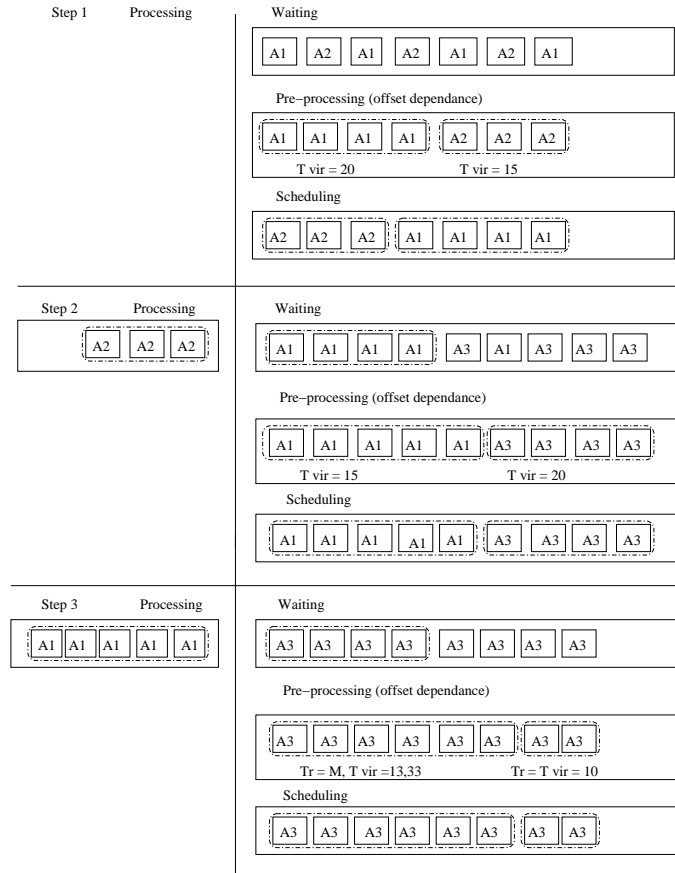 Step 1 Processing Waiting
A1 A2 A1 A2 A1 A2 A1
Pre−processing (offset dependance)
A1 A1 A1 A1 A2 A2 A2
T vir = 20 T vir = 15
Scheduling
A2 A2 A2 A1 A1 A1 A1
Step 2 Processing Waiting
A2 A2 A2 A1 A1 A1 A1 A3 A1 A3 A3 A3
Pre−processing (offset dependance)
A1 A1 A1 A1 A1 A3 A3 A3 A3
T vir = 15 T vir = 20
Scheduling
A1 A1 A1 A1 A1 A3 A3 A3 A3
Step 3 Processing Waiting
A1 A1 A1 A1 A1 A3 A3 A3 A3 A3 A3 A3 A3
Pre−processing (offset dependance)
A3 A3 A3 A3 A3 A3 A3 A3
Tr = M, T vir =13,33 Tr = T vir = 10
Scheduling
A3 A3 A3 A3 A3 A3 A3 A3